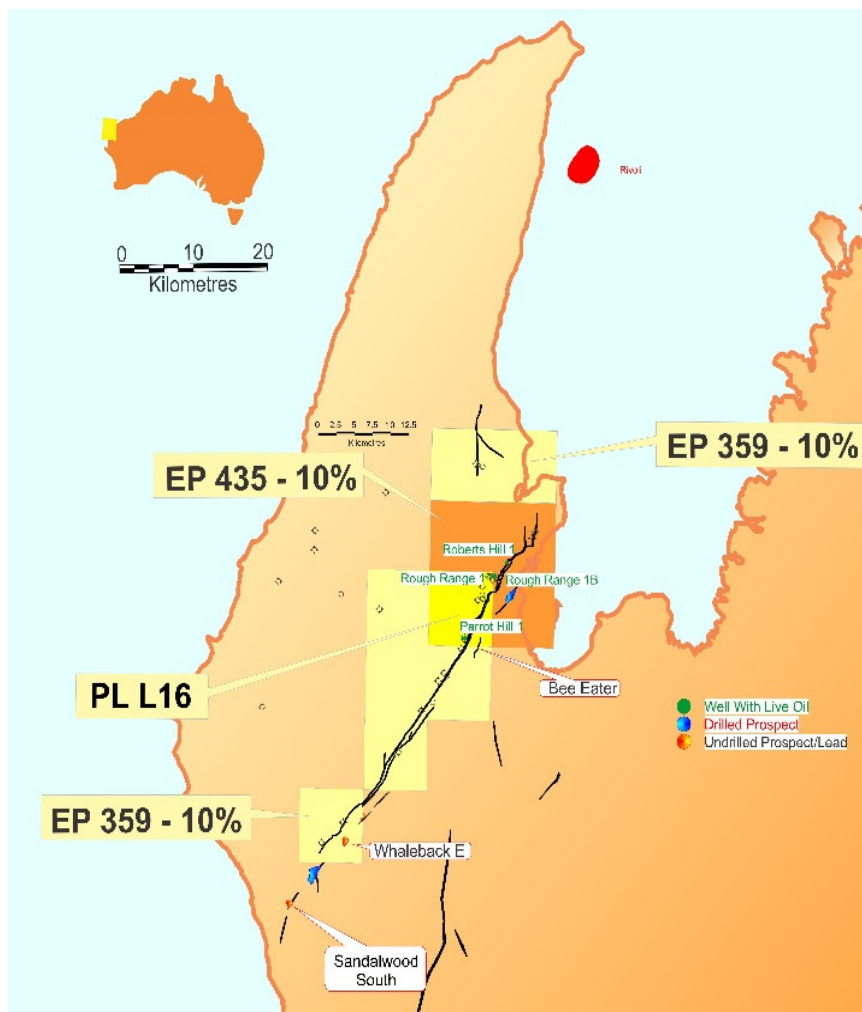 Rivoli
0 10 20
Kilometres
0 2.5 5 7.5 10 12.5
Kilometres
EP 359 - 10%
EP 435 - 10%
Roberts Hill 1
Rough Range 1
Rough Range 1B
Parrot Hill 1
PL L16
Bee Eater
Well With Live Oil
Drilled Prospect
Undrilled Prospect/Lead
EP 359 - 10%
Whaleback E
Sandalwood
South